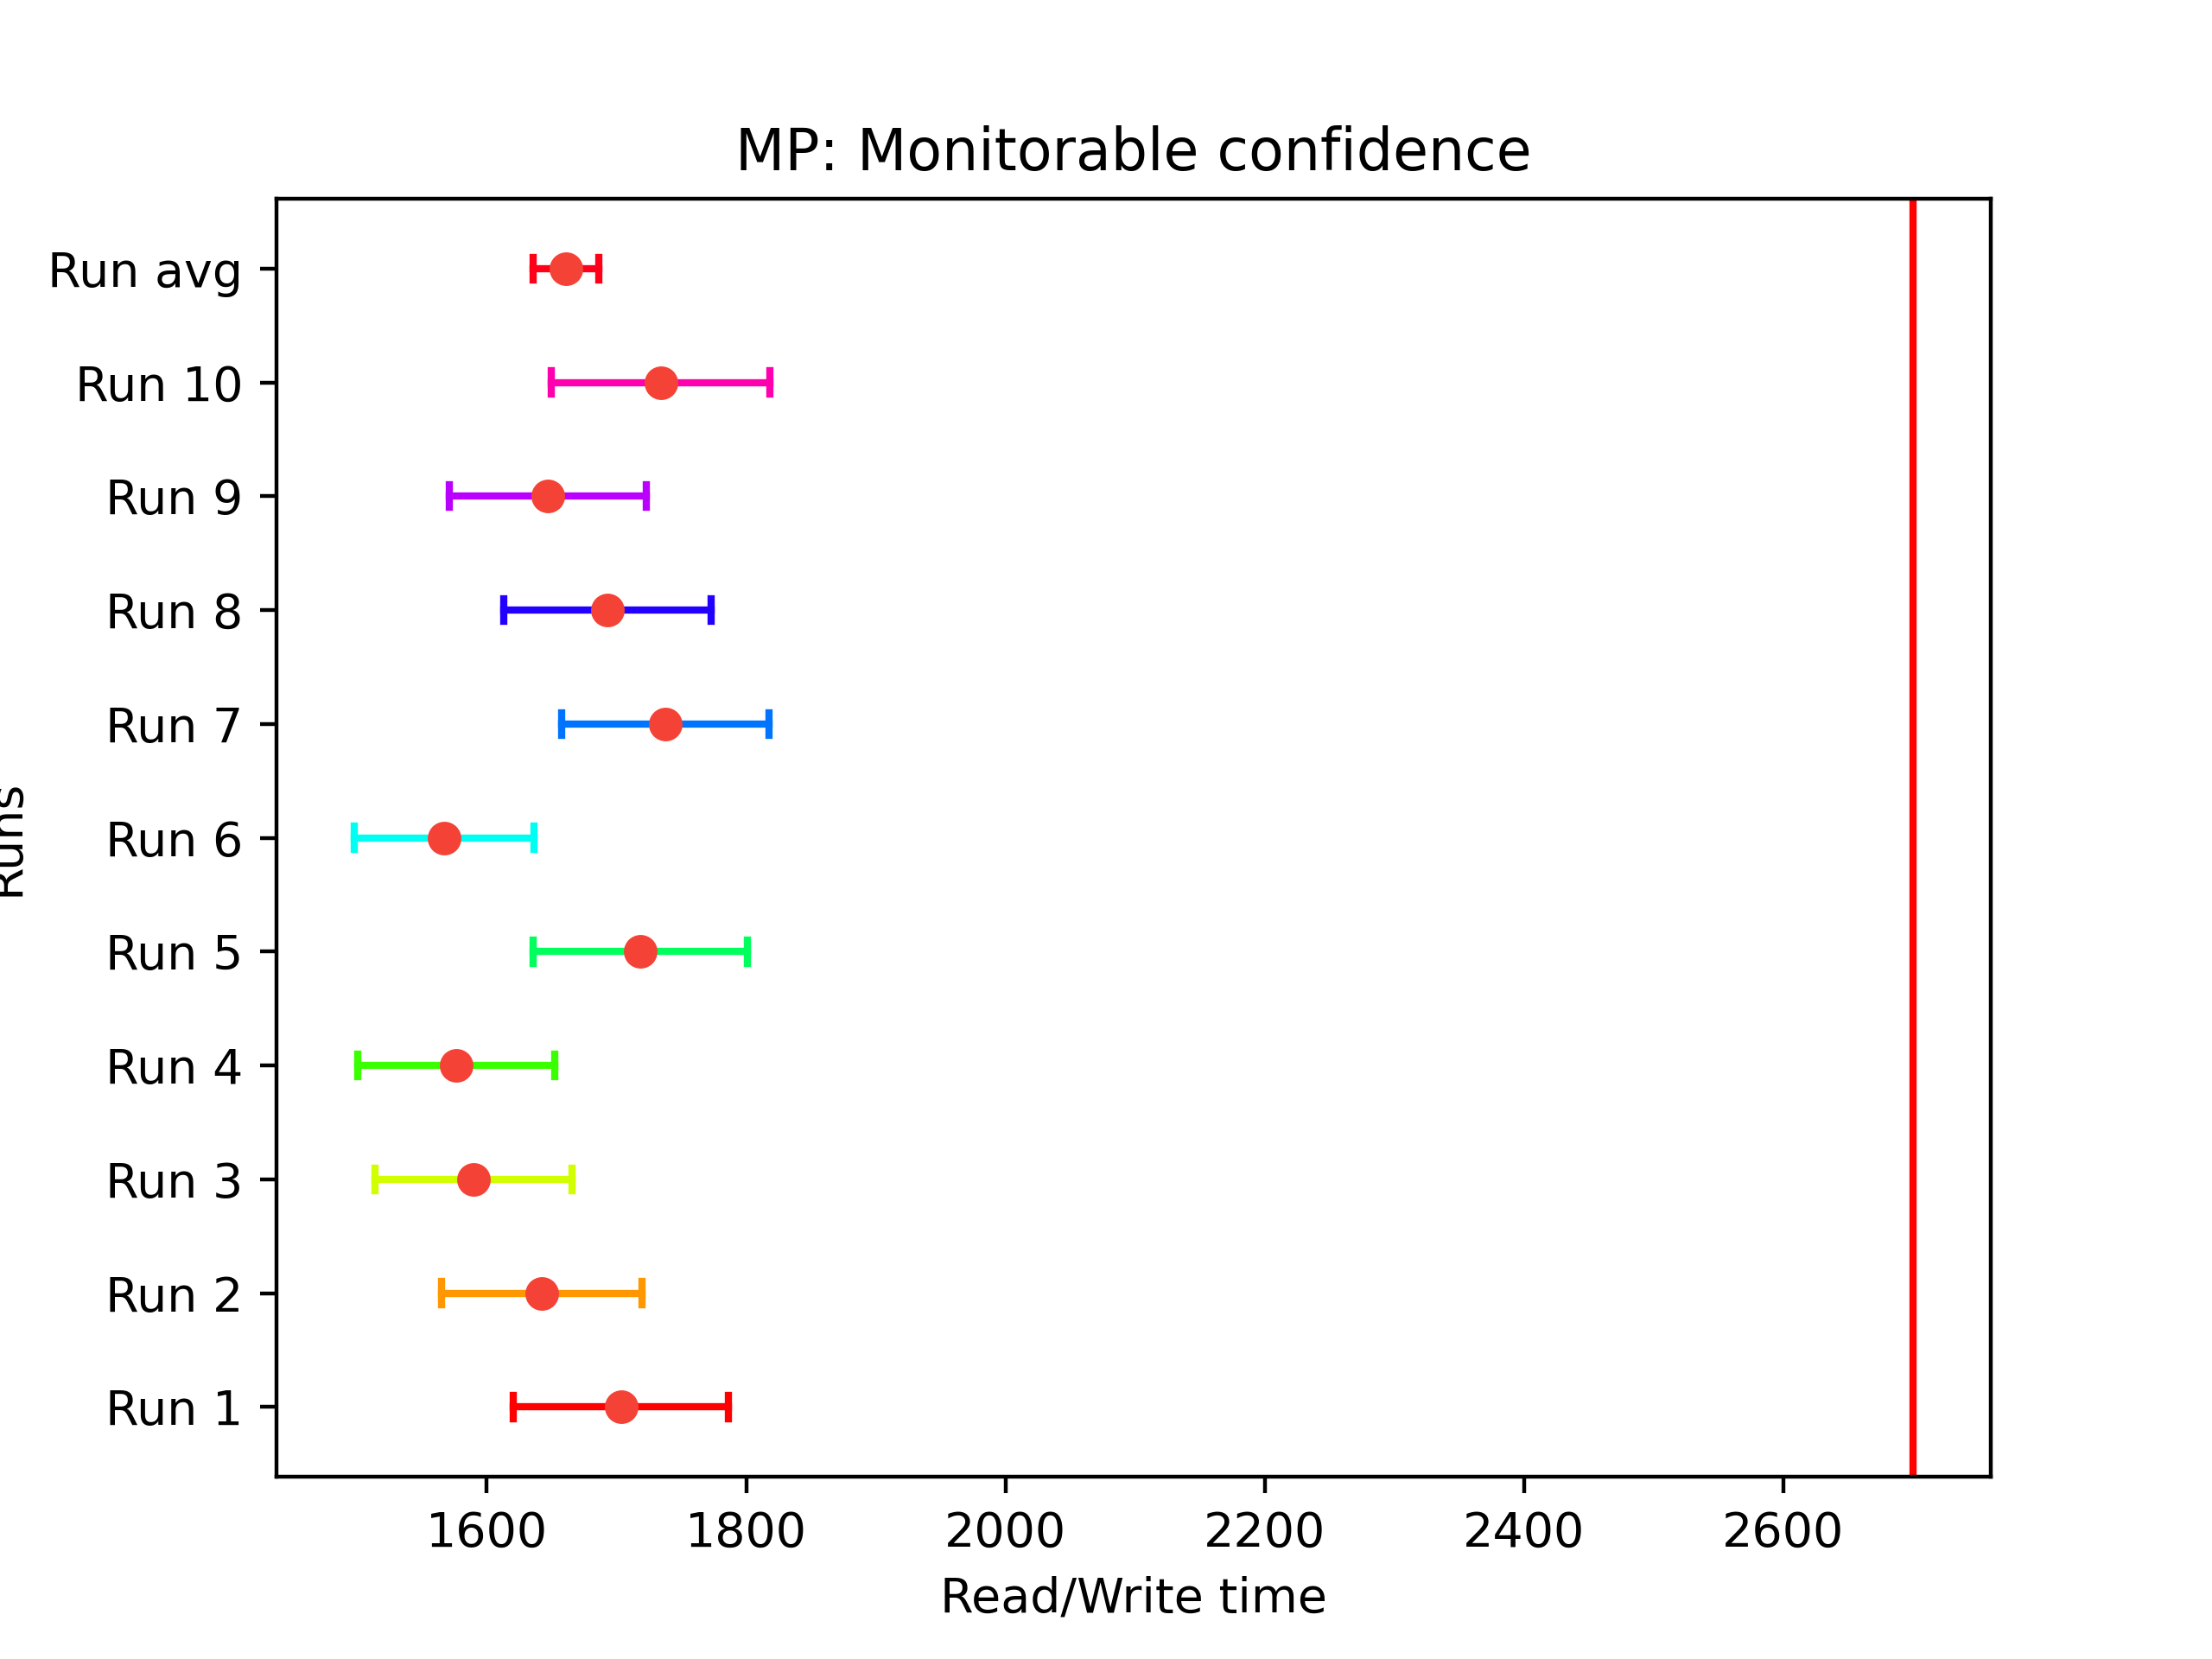 MP: Monitorable confidence
Run avg
Run 10
Run 9
Run 8
Run 7
Run 6
Run 5
Run 4
Run 3
Run 2
Run 1
Runs
1600 1800 2000 2200 2400 2600
Read/Write time